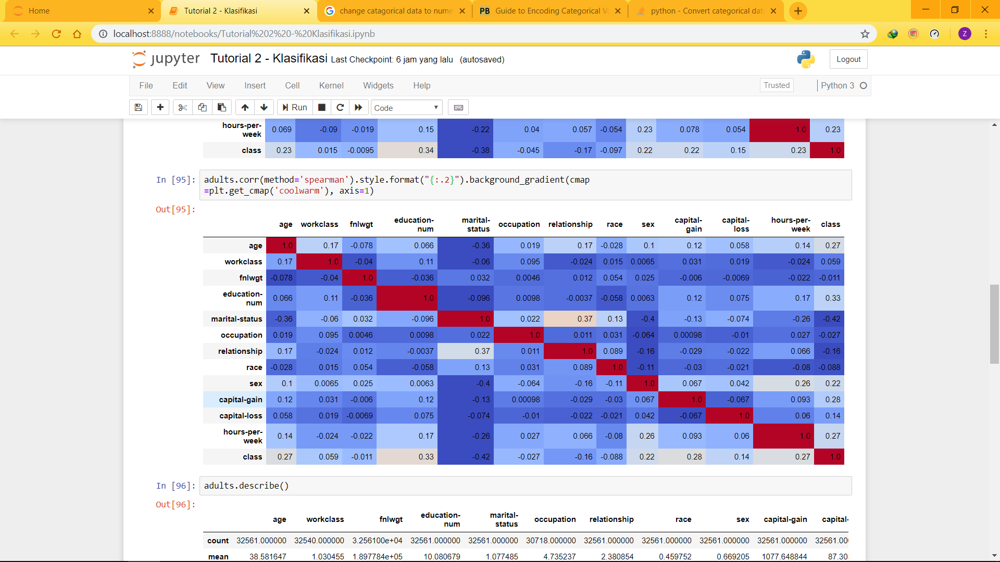 Home
Tutorial 2 - Klasifikasi
change catagorical data to nume
PB Guide to Encoding Categorical Va
python - Convert categorical data
localhost:8888/notebooks/Tutorial%202%20-%20Klasifikasi.ipynb
Z
jupyter Tutorial 2 - Klasifikasi Last Checkpoint: 6 jam yang lalu (autosaved)
Logout
File Edit View Insert Cell Kernel Widgets Help
Trusted Python 3
Run Code
hours-per-
week 0.069 -0.09 -0.019 0.15 -0.22 0.04 0.057 -0.054 0.23 0.078 0.054 1.0 0.23
class 0.23 0.015 -0.0095 0.34 -0.38 -0.045 -0.17 -0.097 0.22 0.22 0.15 0.23 1.0
In [95]: adults.corr(method='spearman').style.format("{:.2}").background_gradient(cmap
=plt.get_cmap('coolwarm'), axis=1)
Out[95]:
age workclass fnlwgt education-num marital-status occupation relationship race sex capital-gain capital-loss hours-per-week class
age 1.0 0.17 -0.078 0.066 -0.36 0.019 0.17 -0.028 0.1 0.12 0.058 0.14 0.27
workclass 0.17 1.0 -0.04 0.11 -0.06 0.095 -0.024 0.015 0.0065 0.031 0.019 -0.024 0.059
fnlwgt -0.078 -0.04 1.0 -0.036 0.032 0.0046 0.012 0.054 0.025 -0.006 -0.0069 -0.022 -0.011
education-
num 0.066 0.11 -0.036 1.0 -0.096 0.0098 -0.0037 -0.058 0.0063 0.12 0.075 0.17 0.33
marital-status -0.36 -0.06 0.032 -0.096 1.0 0.022 0.37 0.13 -0.4 -0.13 -0.074 -0.26 -0.42
occupation 0.019 0.095 0.0046 0.0098 0.022 1.0 0.011 0.031 -0.064 0.00098 -0.01 0.027 -0.027
relationship 0.17 -0.024 0.012 -0.0037 0.37 0.011 1.0 0.089 -0.16 -0.029 -0.022 0.066 -0.16
race -0.028 0.015 0.054 -0.058 0.13 0.031 0.089 1.0 -0.11 -0.03 -0.021 -0.08 -0.088
sex 0.1 0.0065 0.025 0.0063 -0.4 -0.064 -0.16 -0.11 1.0 0.067 0.042 0.26 0.22
capital-gain 0.12 0.031 -0.006 0.12 -0.13 0.00098 -0.029 -0.03 0.067 1.0 -0.067 0.093 0.28
capital-loss 0.058 0.019 -0.0069 0.075 -0.074 -0.01 -0.022 -0.021 0.042 -0.067 1.0 0.06 0.14
hours-per-
week 0.14 -0.024 -0.022 0.17 -0.26 0.027 0.066 -0.08 0.26 0.093 0.06 1.0 0.27
class 0.27 0.059 -0.011 0.33 -0.42 -0.027 -0.16 -0.088 0.22 0.28 0.14 0.27 1.0
In [96]: adults.describe()
Out[96]:
age workclass fnlwgt education-num marital-status occupation relationship race sex capital-gain capital-
count 32561.000000 32540.000000 3.256100e+04 32561.000000 32561.000000 30718.000000 32561.000000 32561.000000 32561.000000 32561.000000 32561.00
mean 38.581647 1.030455 1.897784e+05 10.080679 1.077485 4.735237 2.380854 0.459752 0.669205 1077.648844 87.30